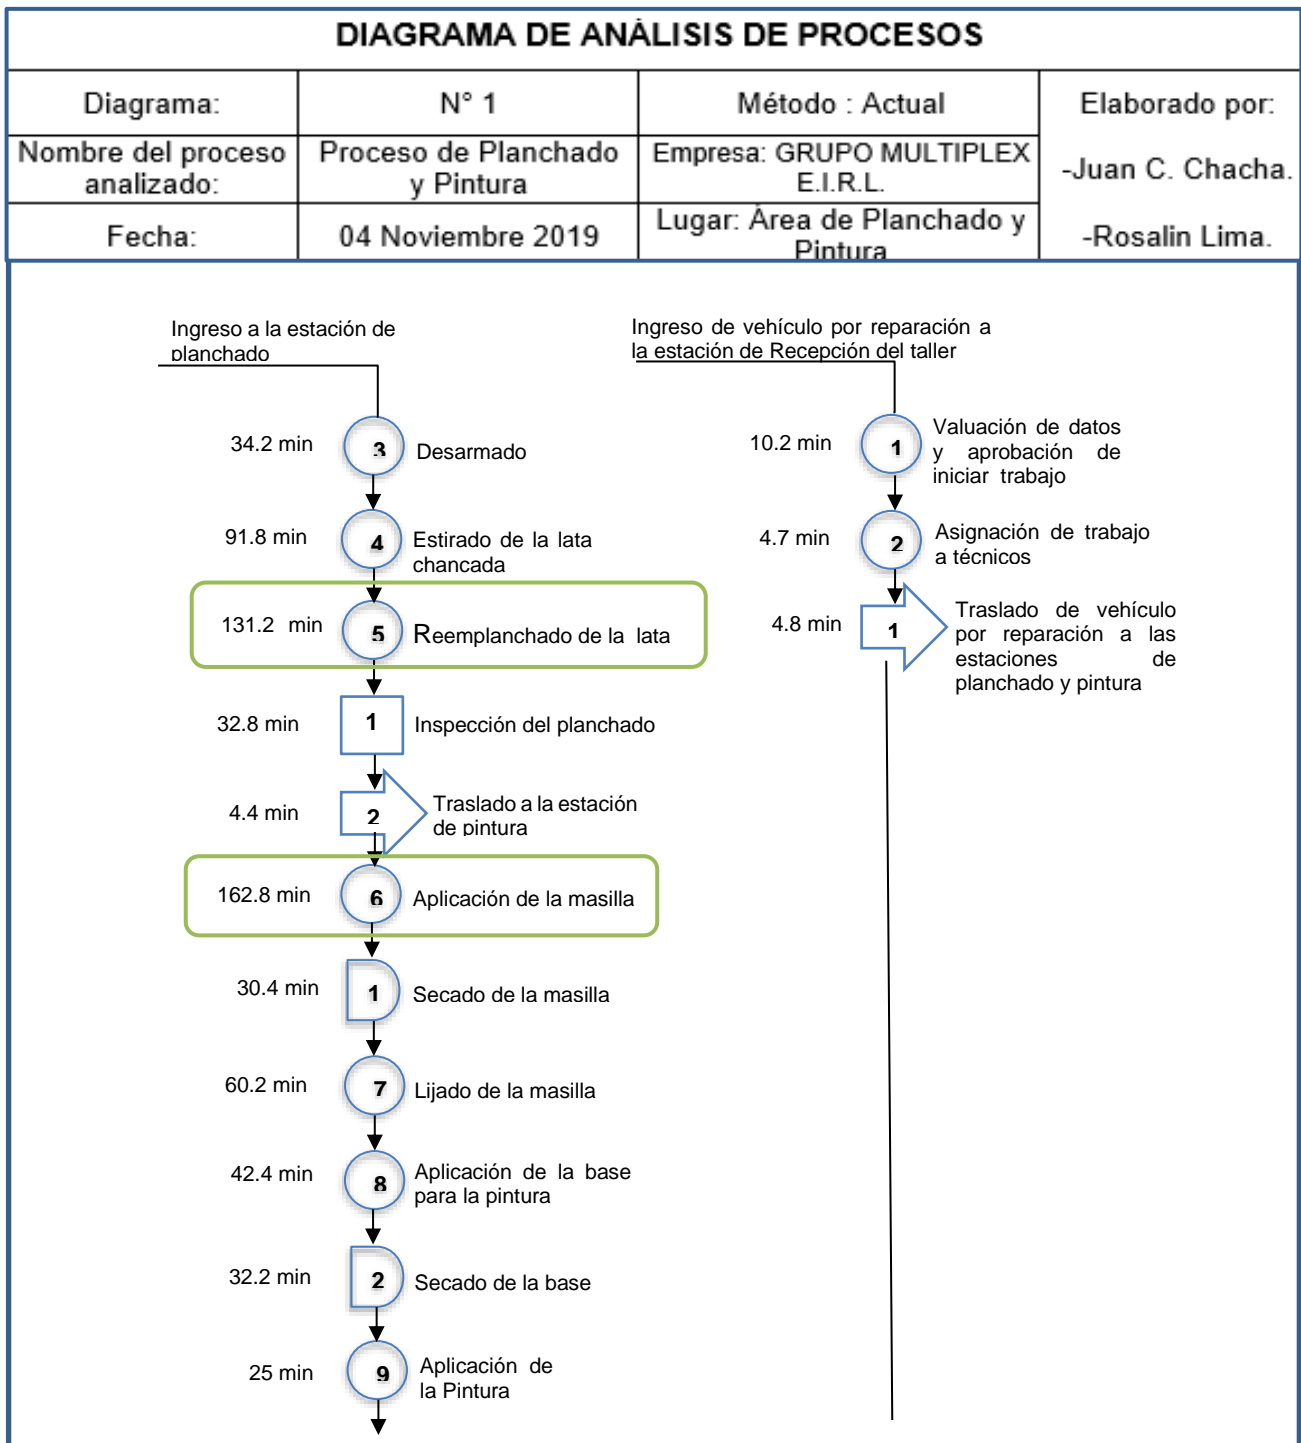 DIAGRAMA DE ANÁLISIS DE PROCESOS
Diagrama:
N° 1
Método : Actual
Elaborado por:
Nombre del proceso
analizado:
Proceso de Planchado
y Pintura
Empresa: GRUPO MULTIPLEX
E.I.R.L.
-Juan C. Chacha.
Fecha:
04 Noviembre 2019
Lugar: Área de Planchado y
Pintura
-Rosalin Lima.
Ingreso a la estación de
planchado
34.2 min
3
Desarmado
91.8 min
4
Estirado de la lata
chancada
131.2 min
5
Reemplanchado de la lata
32.8 min
1
Inspección del planchado
4.4 min
2
Traslado a la estación
de pintura
162.8 min
6
Aplicación de la masilla
30.4 min
1
Secado de la masilla
60.2 min
7
Lijado de la masilla
42.4 min
8
Aplicación de la base
para la pintura
32.2 min
2
Secado de la base
25 min
9
Aplicación de
la Pintura
Ingreso de vehículo por reparación a
la estación de Recepción del taller
10.2 min
1
Valuación de datos
y aprobación de
iniciar trabajo
4.7 min
2
Asignación de trabajo
a técnicos
4.8 min
1
Traslado de vehículo
por reparación a las
estaciones de
planchado y pintura